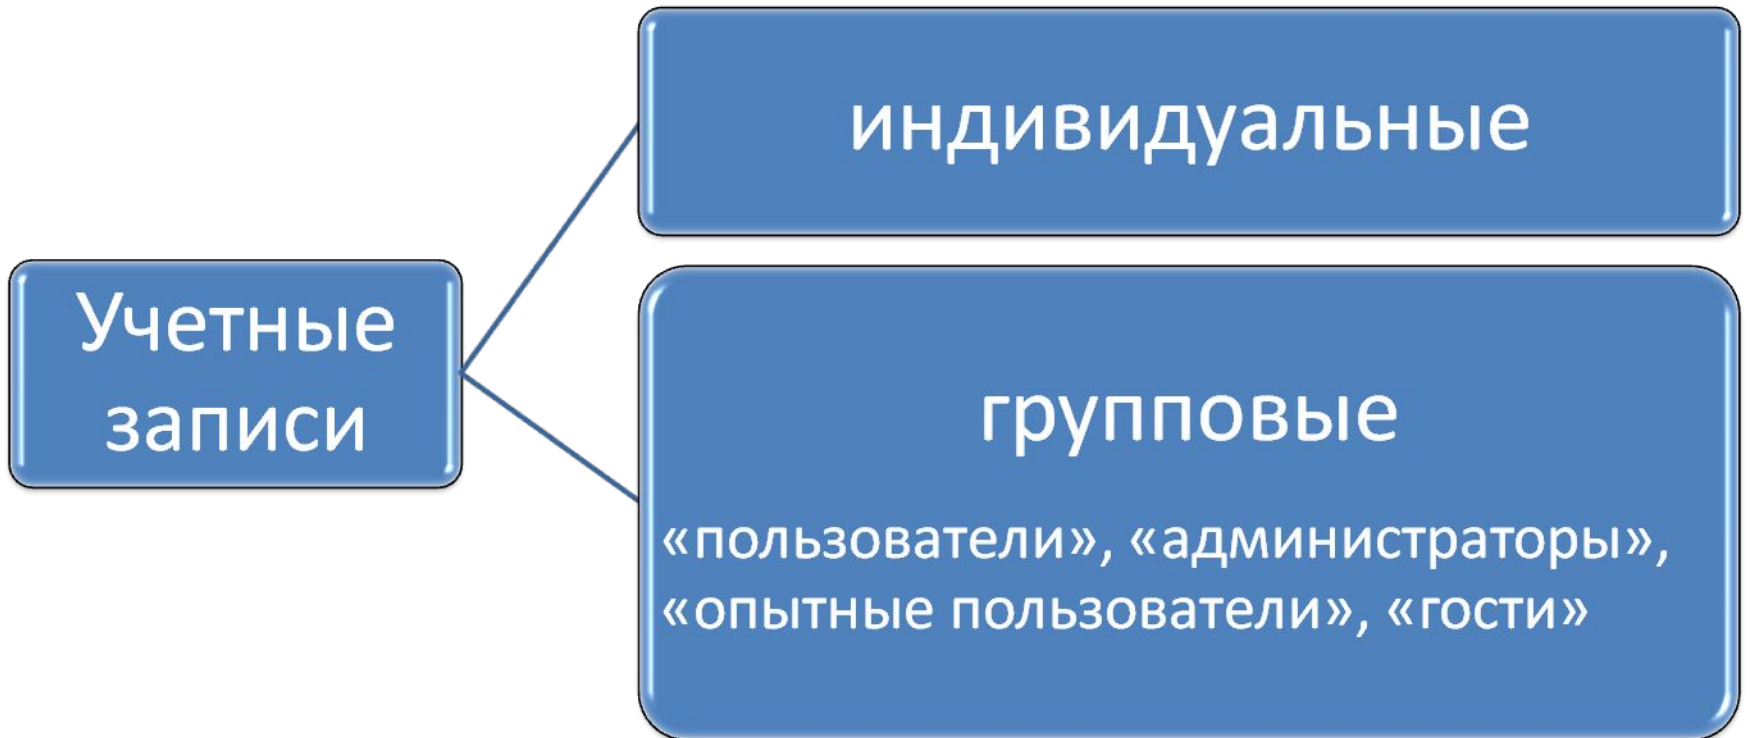 Учетные
записи
индивидуальные
групповые
«пользователи», «администраторы»,
«опытные пользователи», «гости»